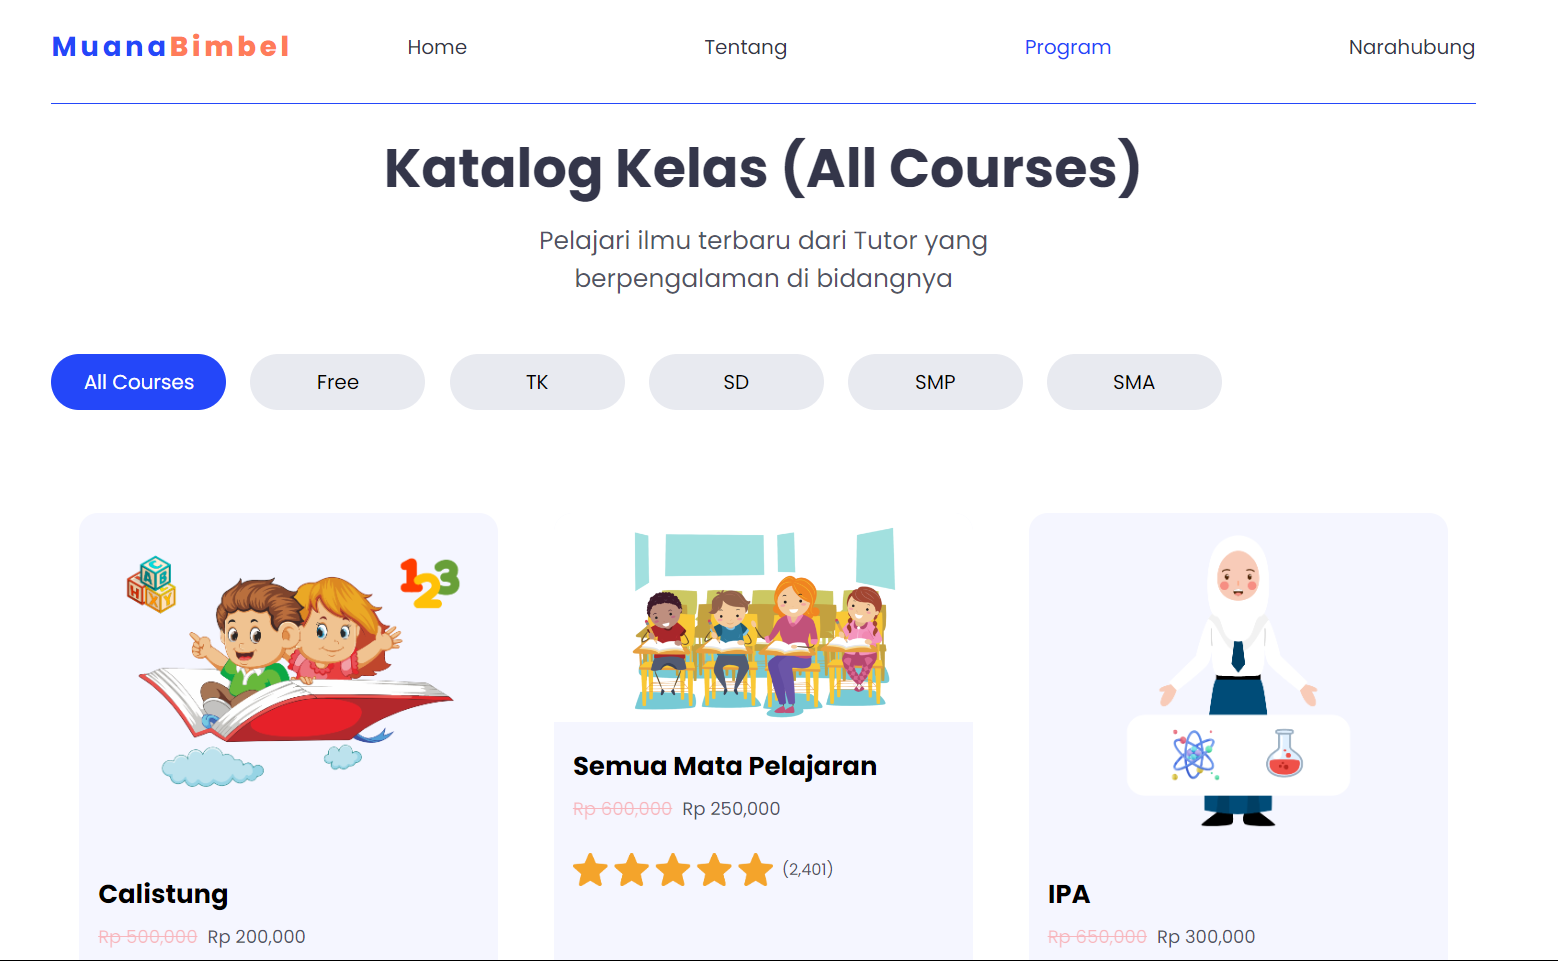 MuanaBimbel
Home
Tentang
Program
Narahubung
Katalog Kelas (All Courses)
Pelajari ilmu terbaru dari Tutor yang
berpengalaman di bidangnya
All Courses
Free
TK
SD
SMP
SMA
123
Calistung
Rp 500,000 Rp 200,000
Semua Mata Pelajaran
Rp 600,000 Rp 250,000
(2,401)
IPA
Rp 650,000 Rp 300,000